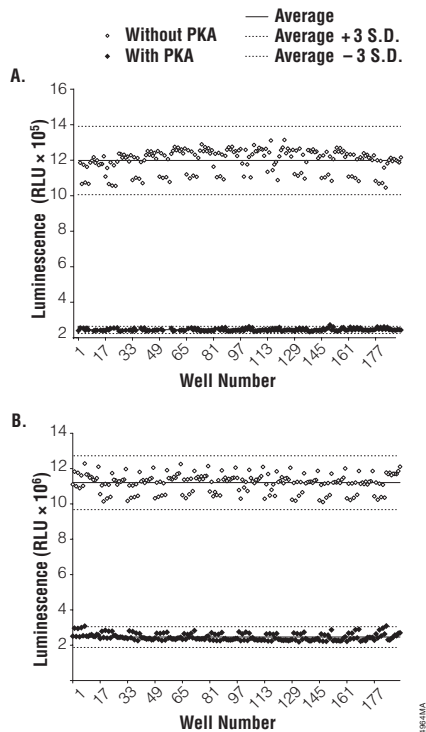 Without PKA
With PKA
Average
Average +3 S.D.
Average −3 S.D.
A.
Luminescence (RLU × 10⁵)
16
14
12
10
8
6
4
2
1 17 33 49 65 81 97 113 129 145 161 177
Well Number
B.
Luminescence (RLU × 10⁶)
14
12
10
8
6
4
2
1 17 33 49 65 81 97 113 129 145 161 177
Well Number
4964MA